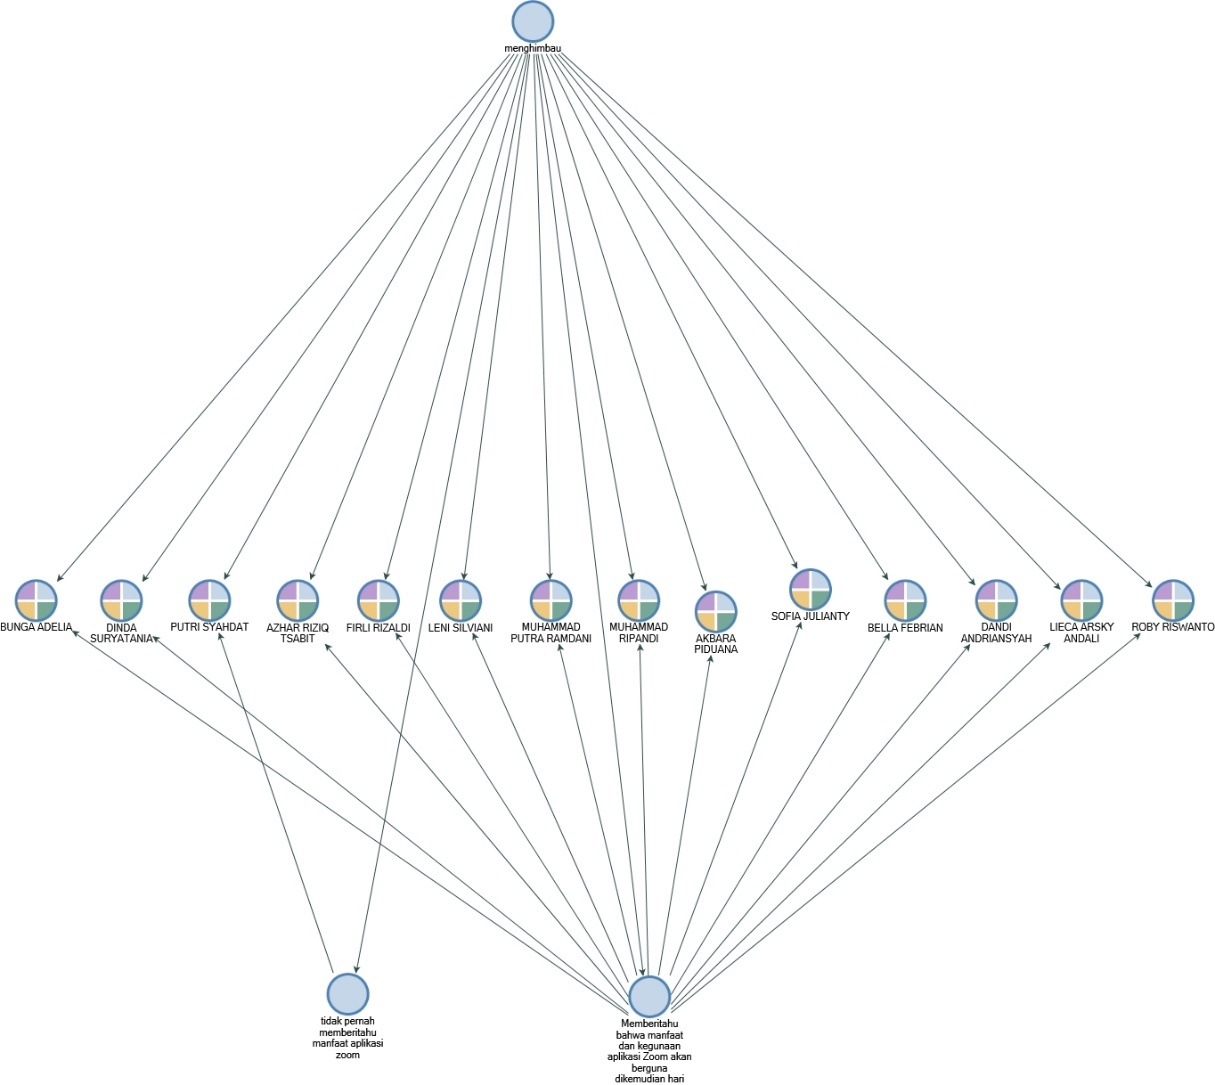 menghimbau
BUNGA ADELIA
DINDA
SURYATANIA
PUTRI SYAHDAT
AZHAR RIZIQ
TSABIT
FIRLI RIZALDI
LENI SILVIANI
MUHAMMAD
PUTRA RAMDANI
MUHAMMAD
RIPANDI
AKBARA
PIDUANA
SOFIA JULIANTY
BELLA FEBRIAN
DANDI
ANDRIANSYAH
LIECA ARSKY
ANDALI
ROBY RISWANTO
tidak pernah
memberitahu
manfaat aplikasi
zoom
Memberitahu
bahwa manfaat
dan kegunaan
aplikasi Zoom akan
berguna
dikemudian hari